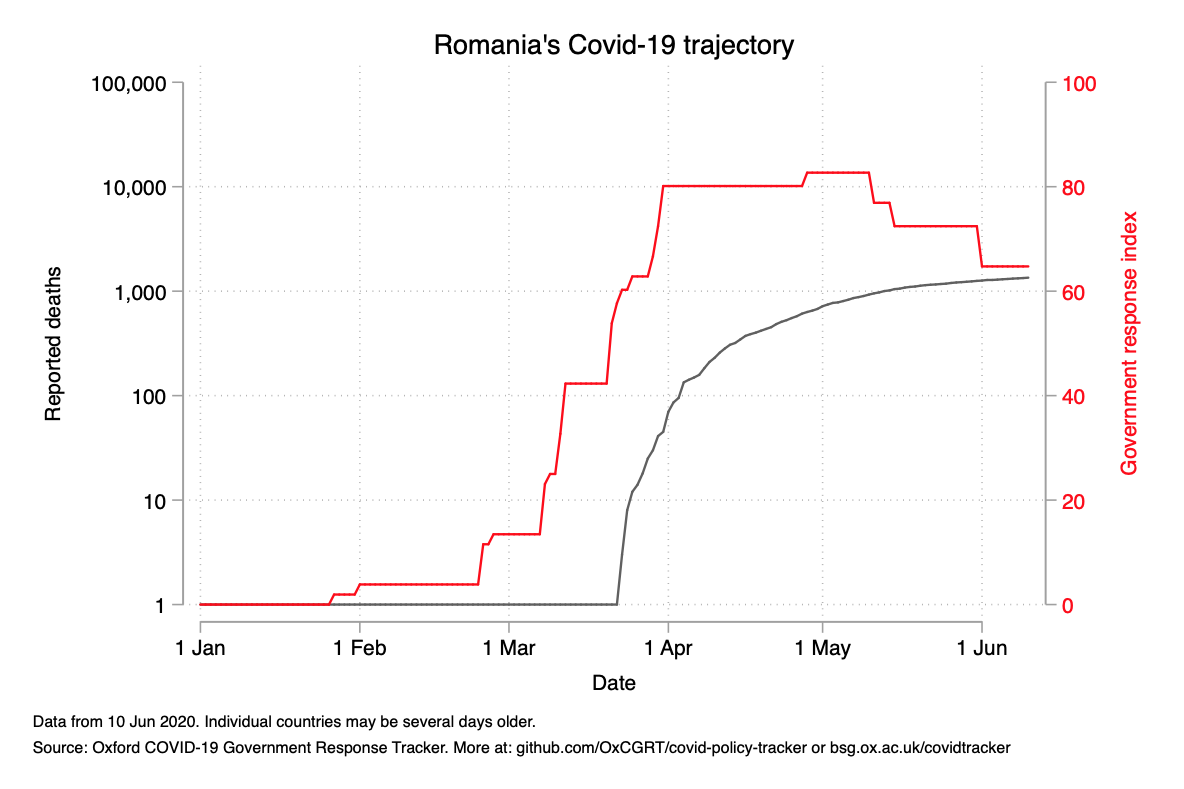 Romania's Covid-19 trajectory
100,000
10,000
1,000
100
10
1
Reported deaths
100
80
60
40
20
0
Government response index
1 Jan 1 Feb 1 Mar 1 Apr 1 May 1 Jun
Date
Data from 10 Jun 2020. Individual countries may be several days older.
Source: Oxford COVID-19 Government Response Tracker. More at: github.com/OxCGRT/covid-policy-tracker or bsg.ox.ac.uk/covidtracker